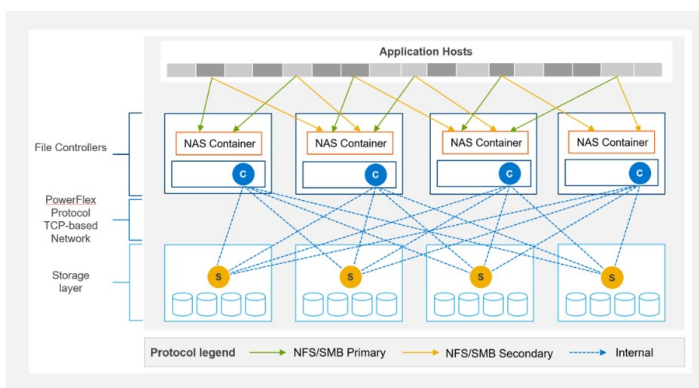 Application Hosts
File Controllers
NAS Container
NAS Container
NAS Container
NAS Container
C
C
C
C
PowerFlex
Protocol
TCP-based
Network
Storage
layer
S
S
S
S
Protocol legend
NFS/SMB Primary
NFS/SMB Secondary
Internal